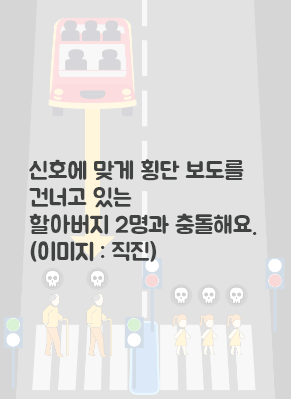 신호에 맞게 횡단 보도를
건너고 있는
할아버지 2명과 충돌해요.
(이미지 : 직진)